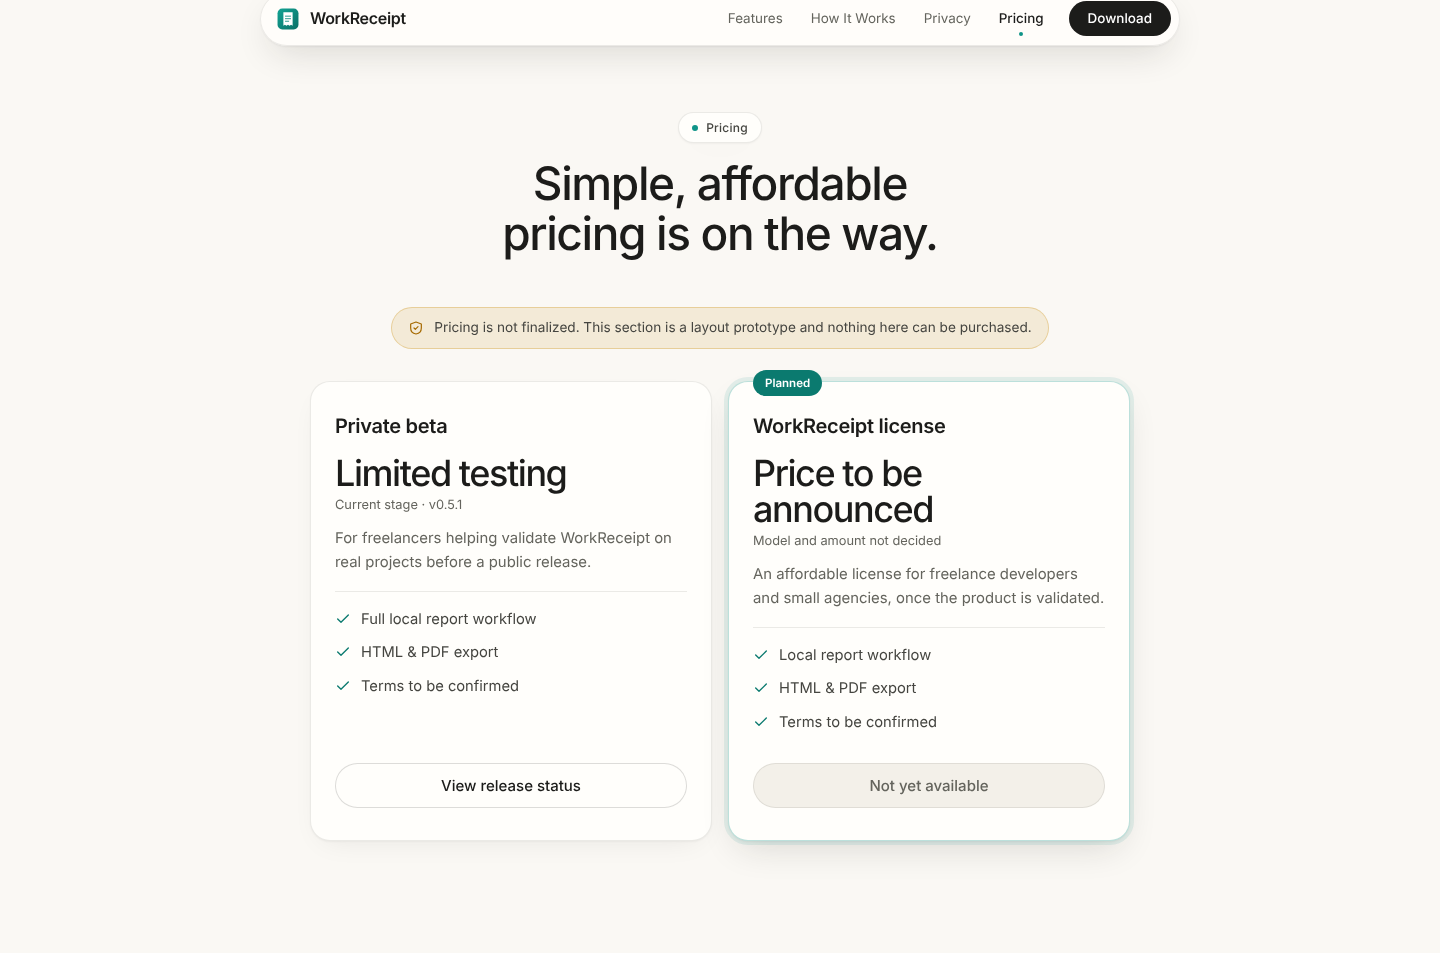 WorkReceipt
Features
How It Works
Privacy
Pricing
Download
Pricing
Simple, affordable
pricing is on the way.
Pricing is not finalized. This section is a layout prototype and nothing here can be purchased.
Private beta
Limited testing
Current stage · v0.5.1
For freelancers helping validate WorkReceipt on
real projects before a public release.
Full local report workflow
HTML & PDF export
Terms to be confirmed
View release status
Planned
WorkReceipt license
Price to be
announced
Model and amount not decided
An affordable license for freelance developers
and small agencies, once the product is validated.
Local report workflow
HTML & PDF export
Terms to be confirmed
Not yet available